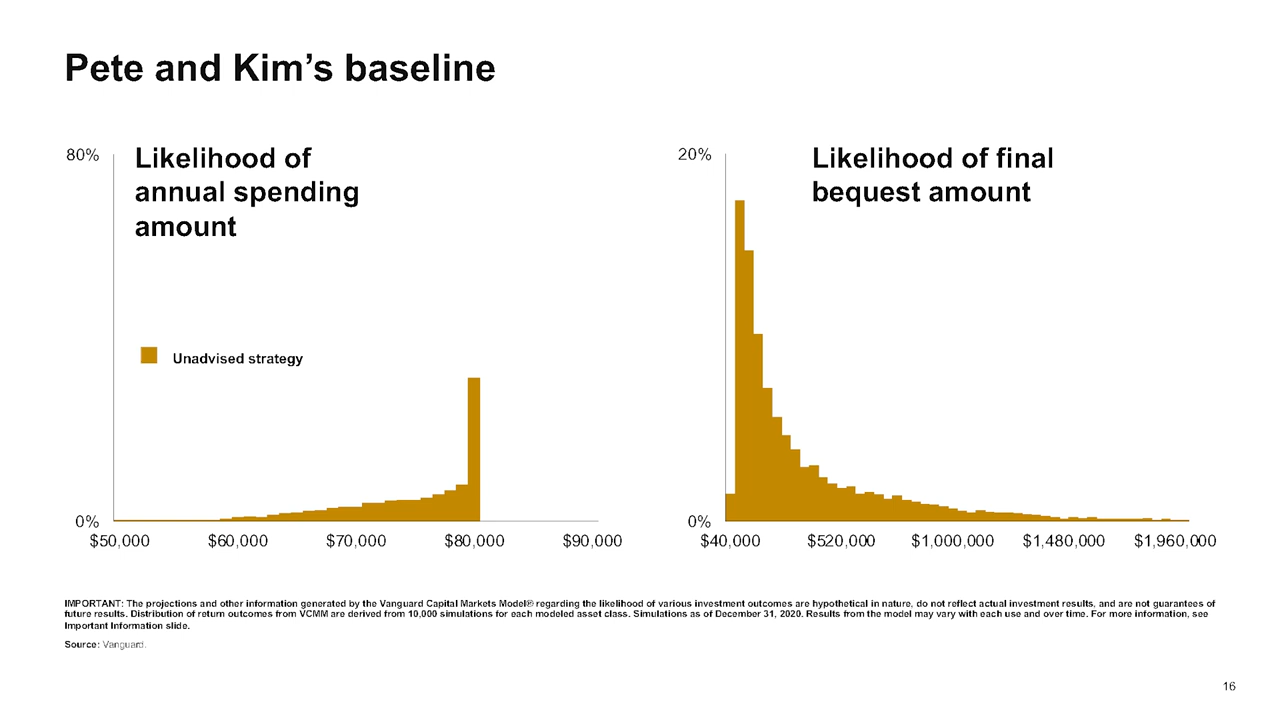 Pete and Kim’s baseline
80%
Likelihood of
annual spending
amount
Unadvised strategy
0%
$50,000
$60,000
$70,000
$80,000
$90,000
20%
Likelihood of final
bequest amount
0%
$40,000
$520,000
$1,000,000
$1,480,000
$1,960,000
IMPORTANT: The projections and other information generated by the Vanguard Capital Markets Model® regarding the likelihood of various investment outcomes are hypothetical in nature, do not reflect actual investment results, and are not guarantees of
future results. Distribution of return outcomes from VCMM are derived from 10,000 simulations for each modeled asset class. Simulations as of December 31, 2020. Results from the model may vary with each use and over time. For more information, see
Important Information slide.
Source: Vanguard.
16